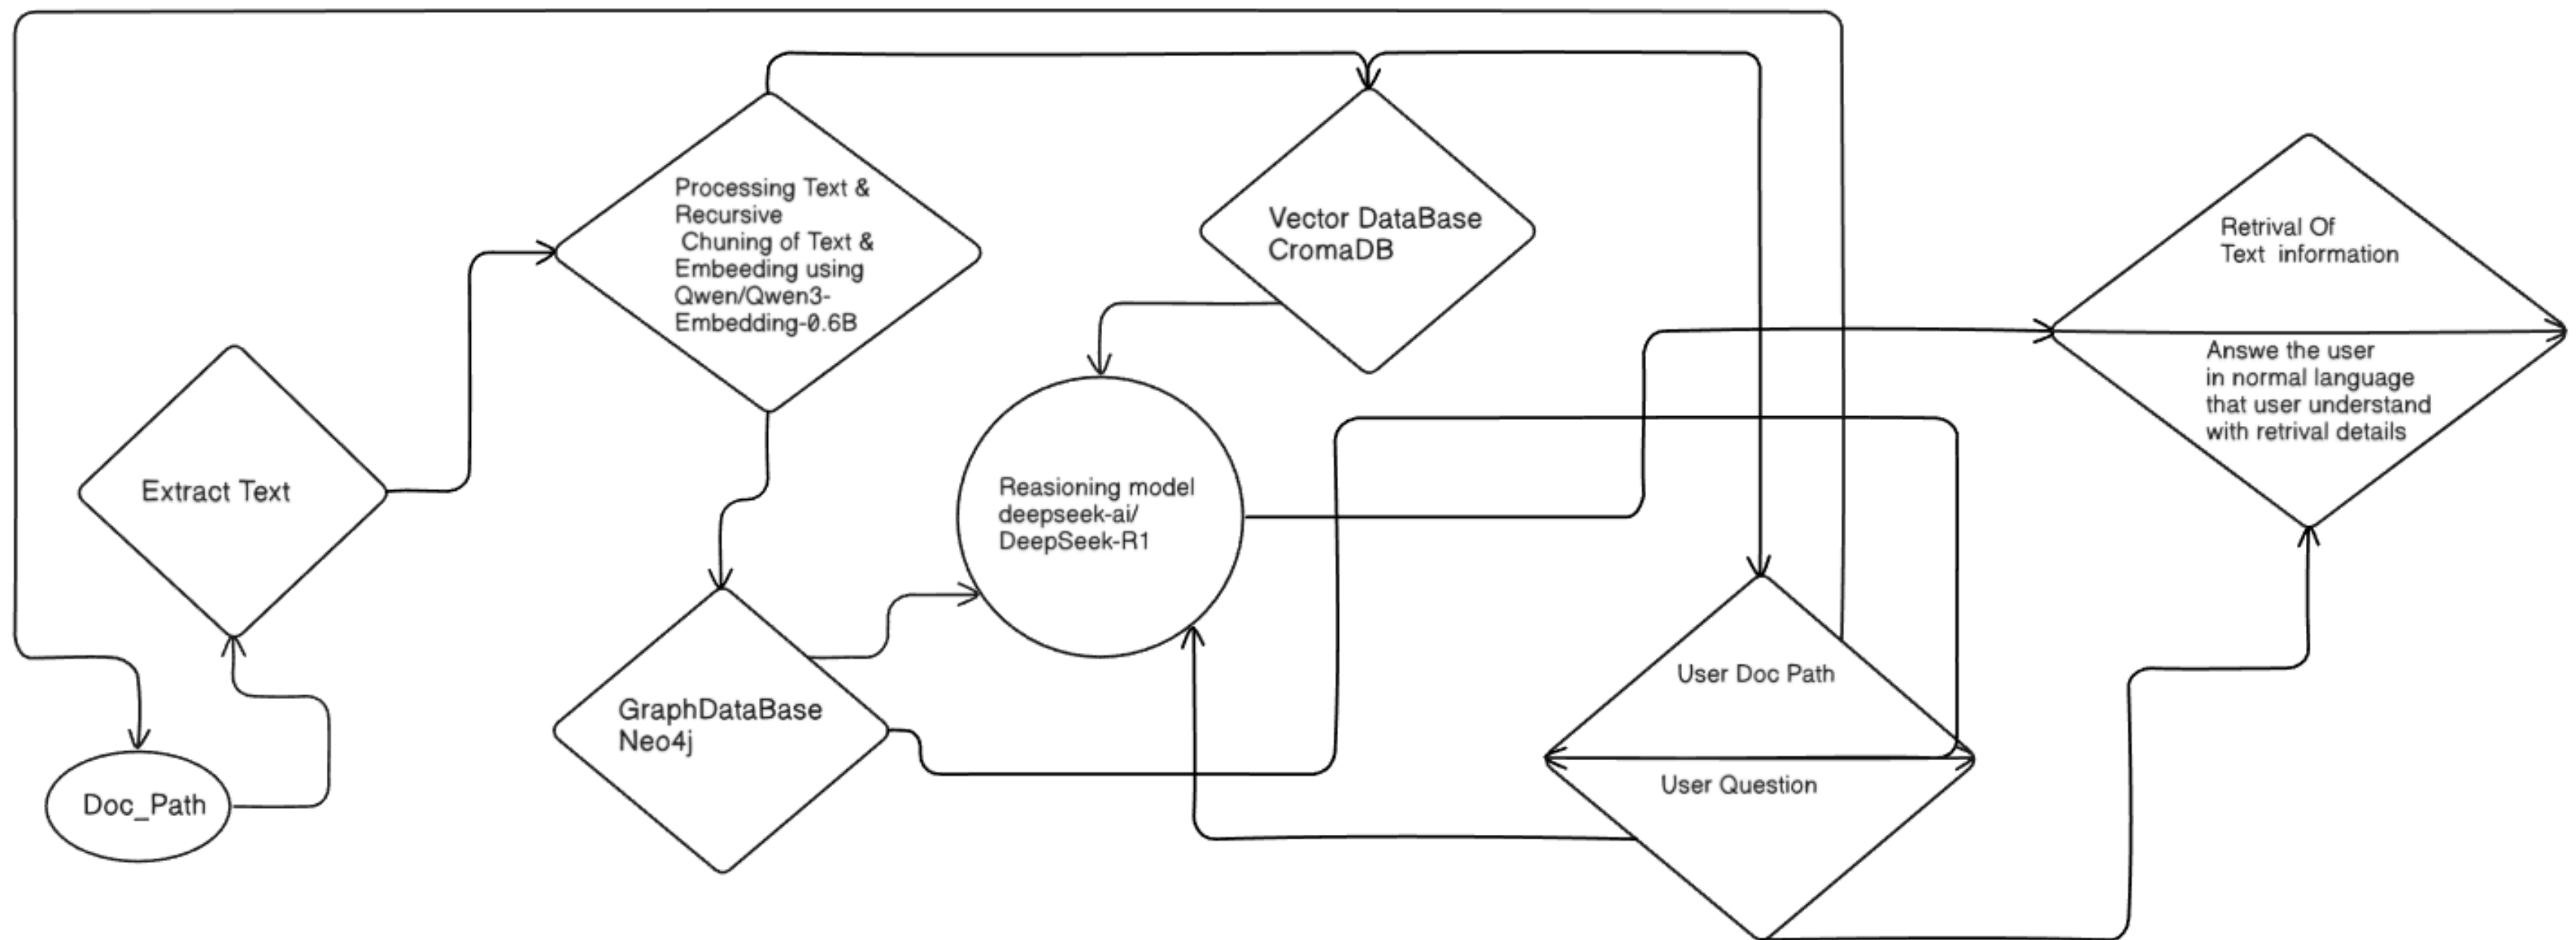 Processing Text &
Recursive
Chuning of Text &
Embeeding using
Qwen/Qwen3-
Embedding-0.6B
Vector DataBase
CromaDB
Retrival Of
Text information
Answe the user
in normal language
that user understand
with retrival details
Extract Text
Reasioning model
deepseek-ai/
DeepSeek-R1
GraphDataBase
Neo4j
User Doc Path
User Question
Doc_Path